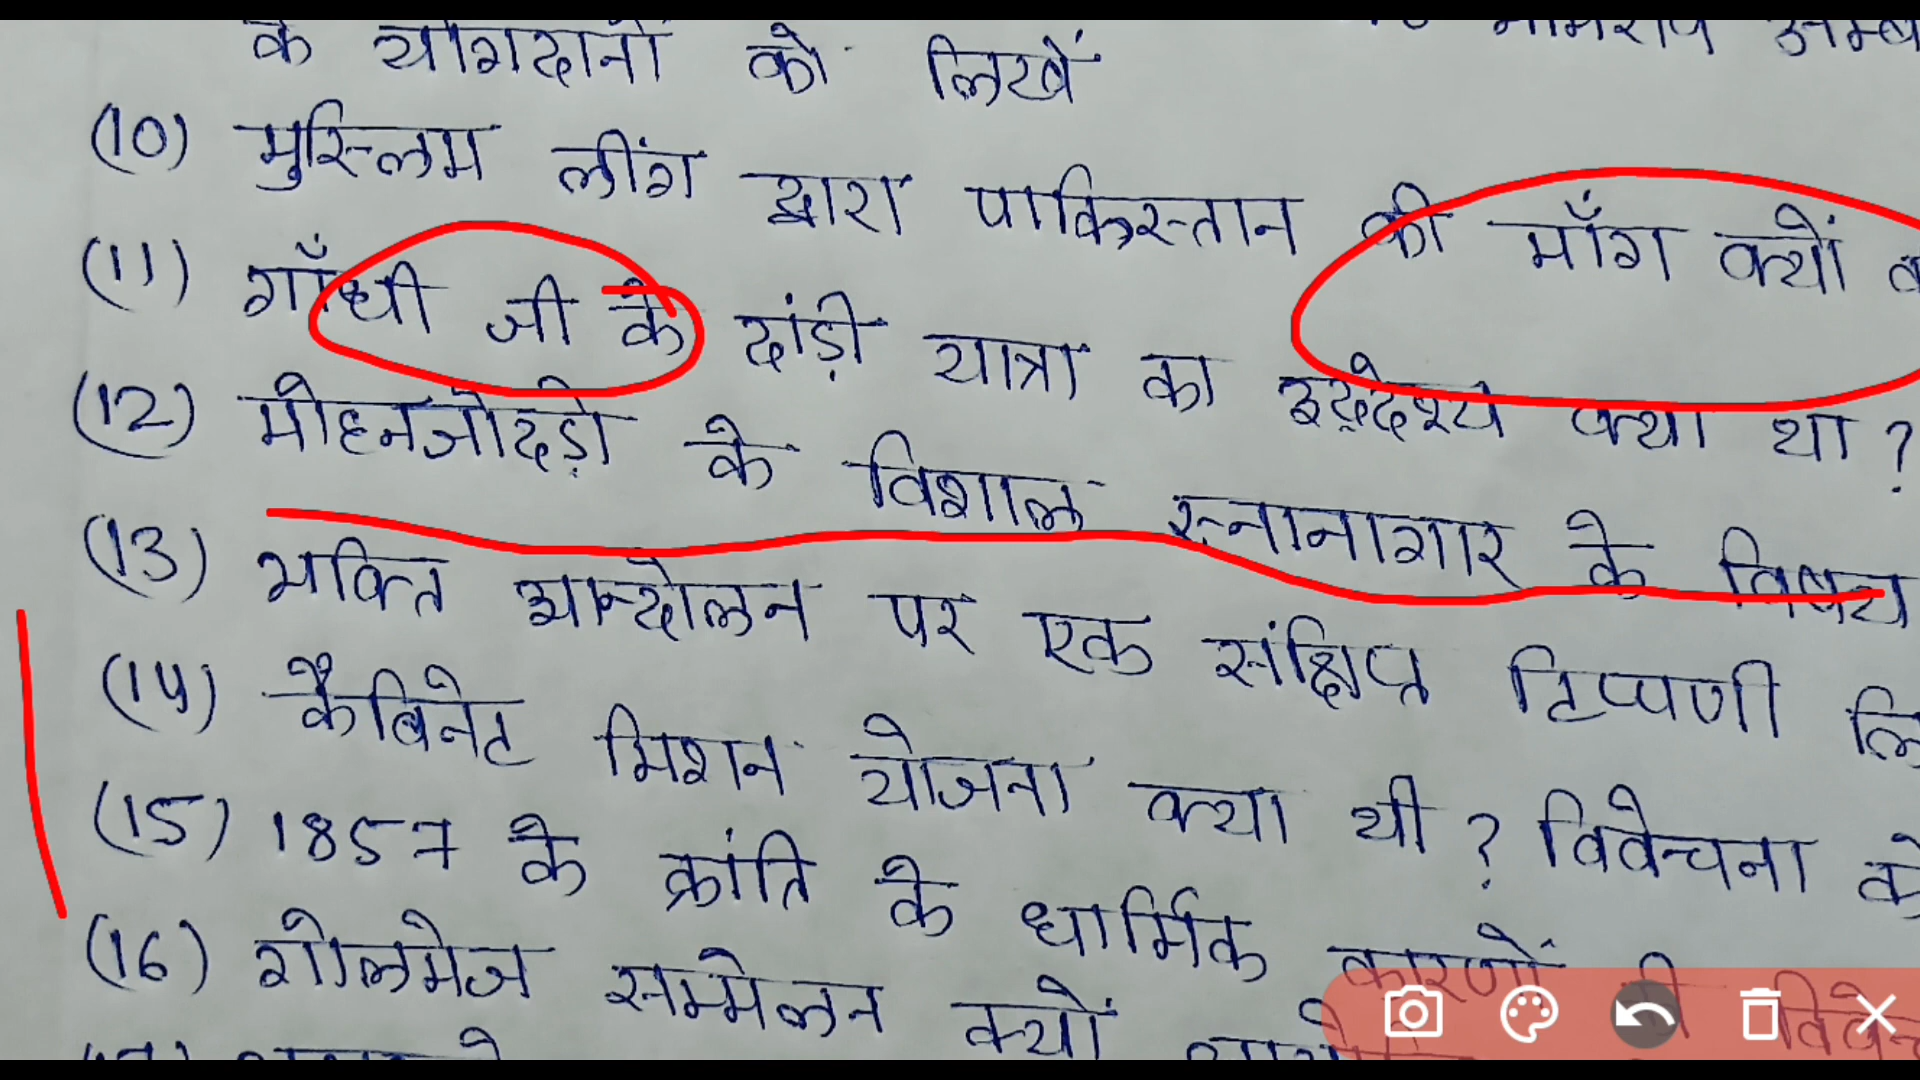 के योगदानों को लिखें
(10) मुस्लिम लींग द्वारा पाकिस्तान की माँग क्यों
(11) गाँधी जी के दांड़ी यात्रा का उद्देश्य क्या था ?
(12) मोहनजोदड़ो के विशाल स्नानागार के विषय
(13) भक्ति आन्दोलन पर एक संक्षिप्त टिप्पणी
(14) कैबिनेट मिशन योजना क्या थी ? विवेचना
(15) 1857 के क्रांति के धार्मिक कारणों
(16) गोलमेज सम्मेलन क्यों